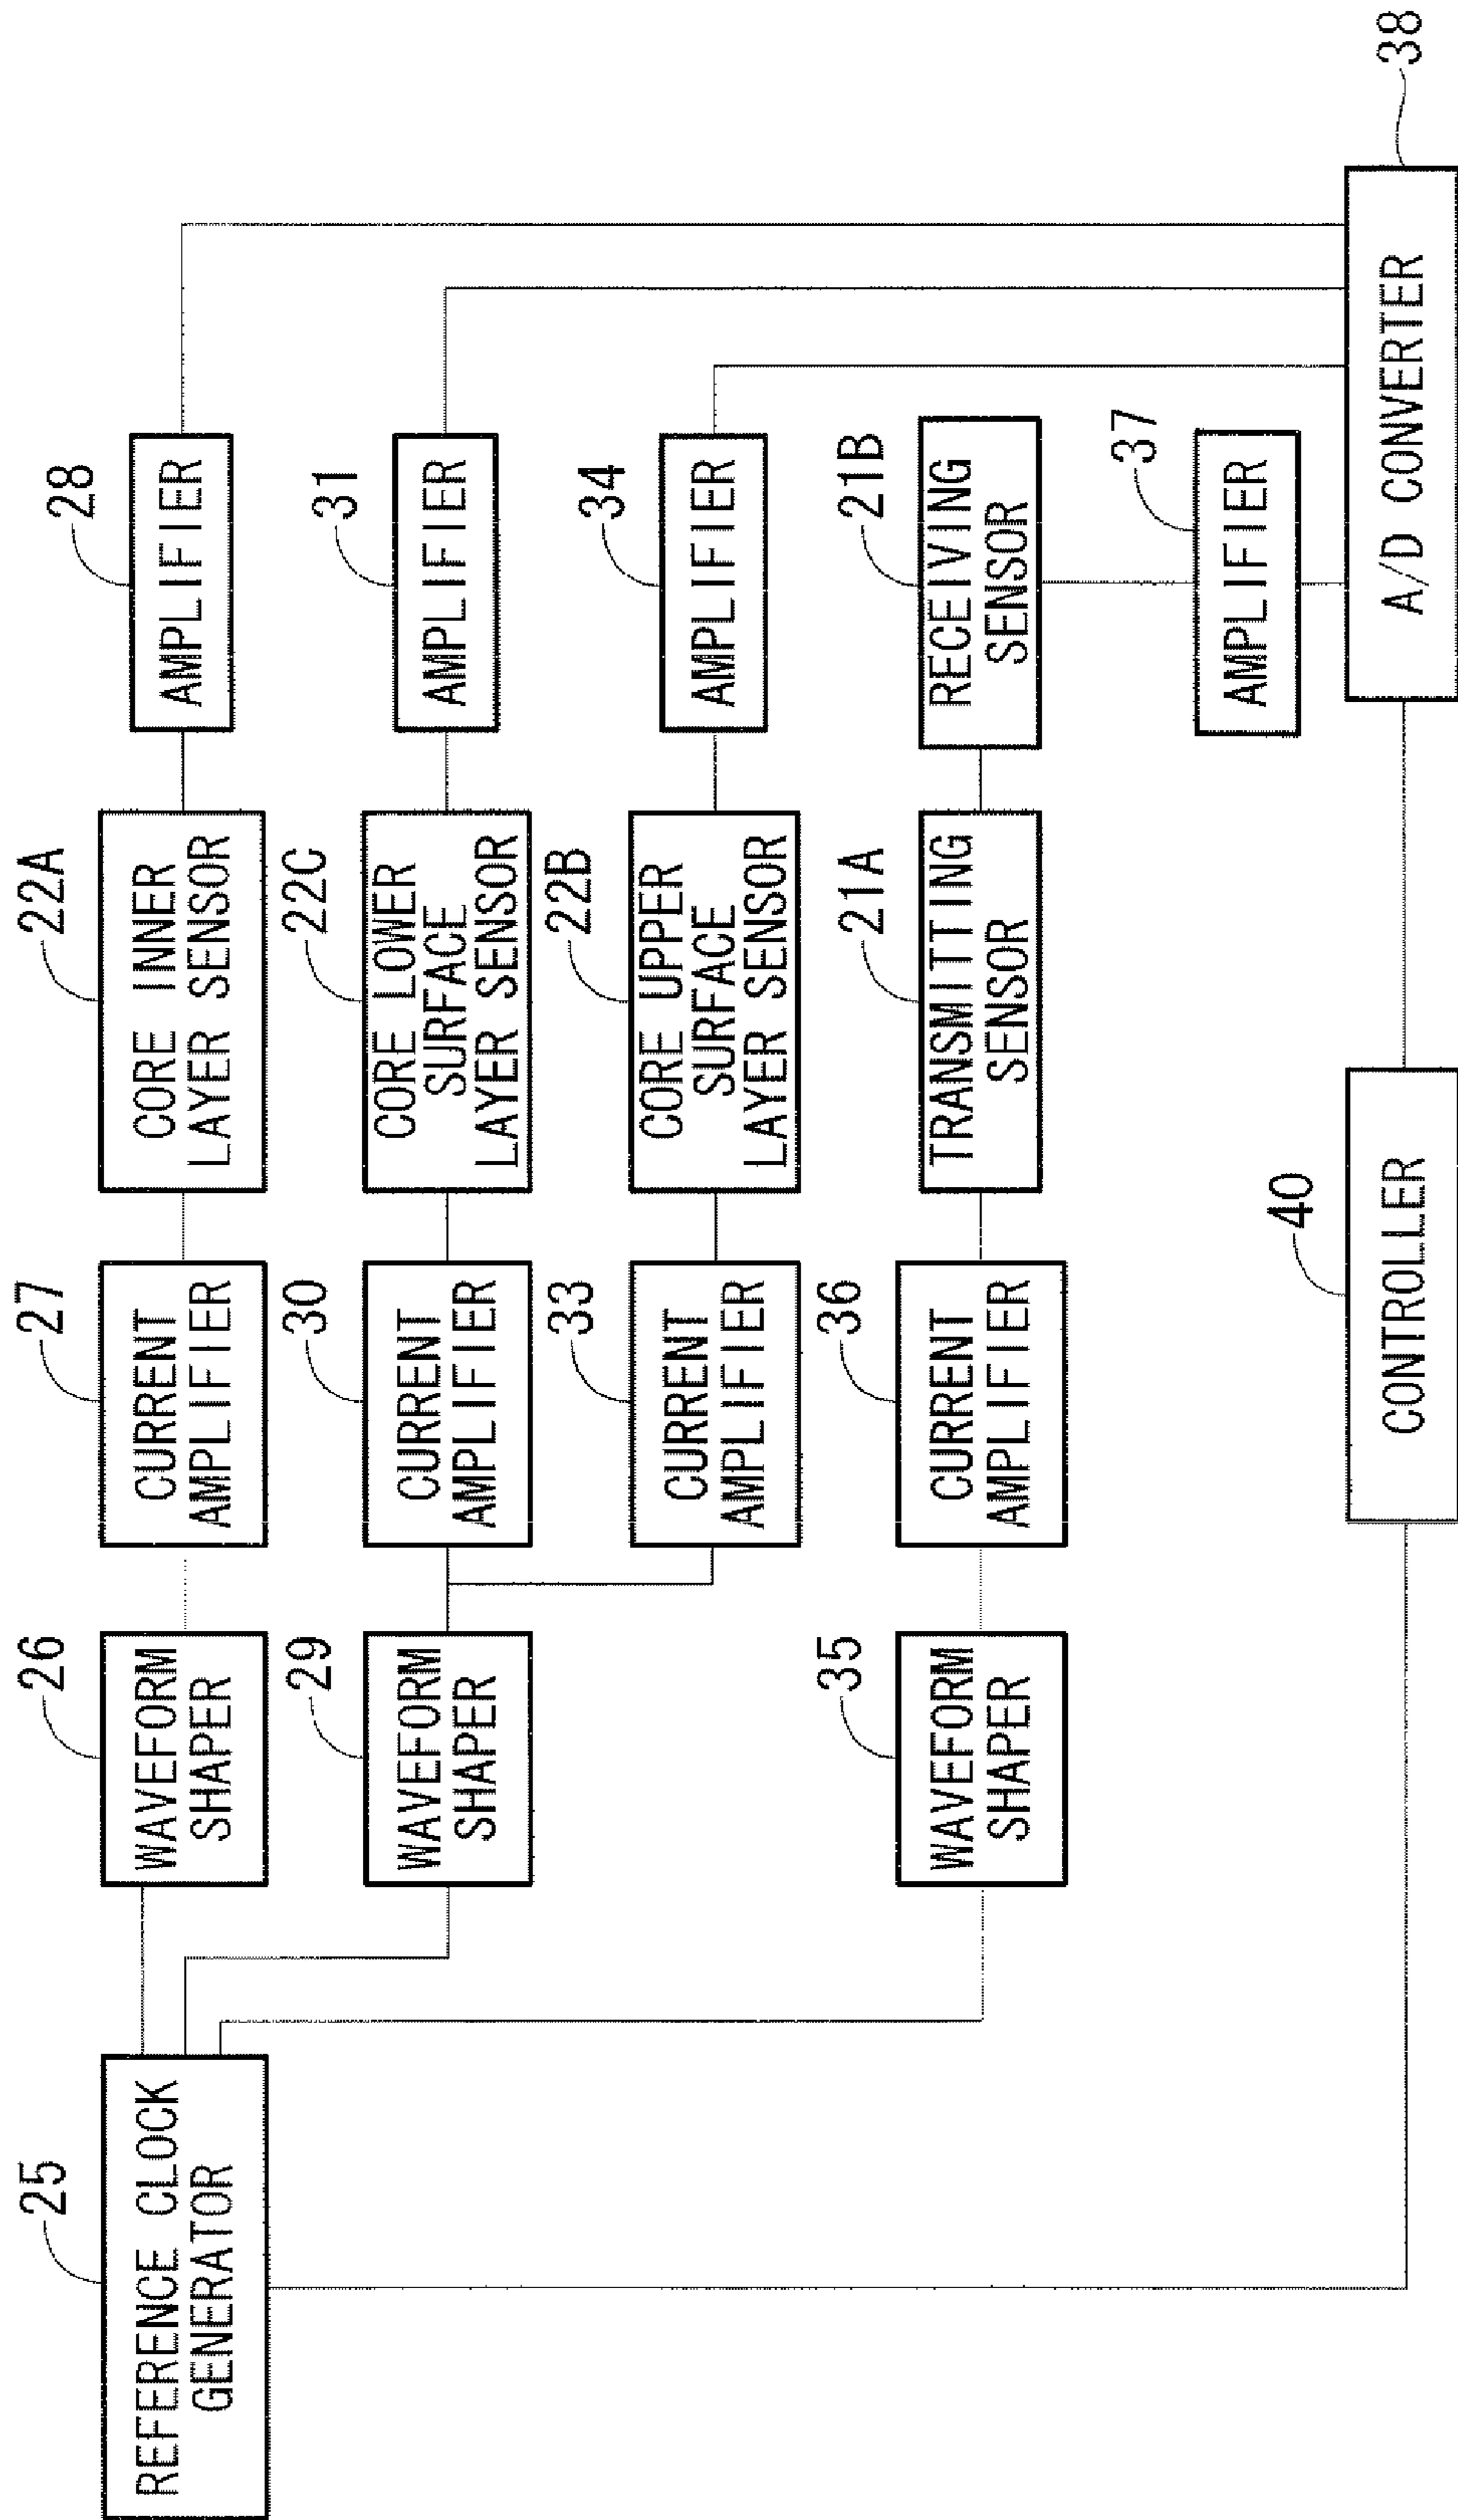 25
REFERENCE CLOCK
GENERATOR
26
WAVEFORM
SHAPER
27
CURRENT
AMPLIFIER
22A
CORE INNER
LAYER SENSOR
28
AMPLIFIER
29
WAVEFORM
SHAPER
30
CURRENT
AMPLIFIER
22C
CORE LOWER
SURFACE
LAYER SENSOR
31
AMPLIFIER
33
CURRENT
AMPLIFIER
22B
CORE UPPER
SURFACE
LAYER SENSOR
34
AMPLIFIER
35
WAVEFORM
SHAPER
36
CURRENT
AMPLIFIER
21A
TRANSMITTING
SENSOR
21B
RECEIVING
SENSOR
37
AMPLIFIER
40
CONTROLLER
A/D CONVERTER
38